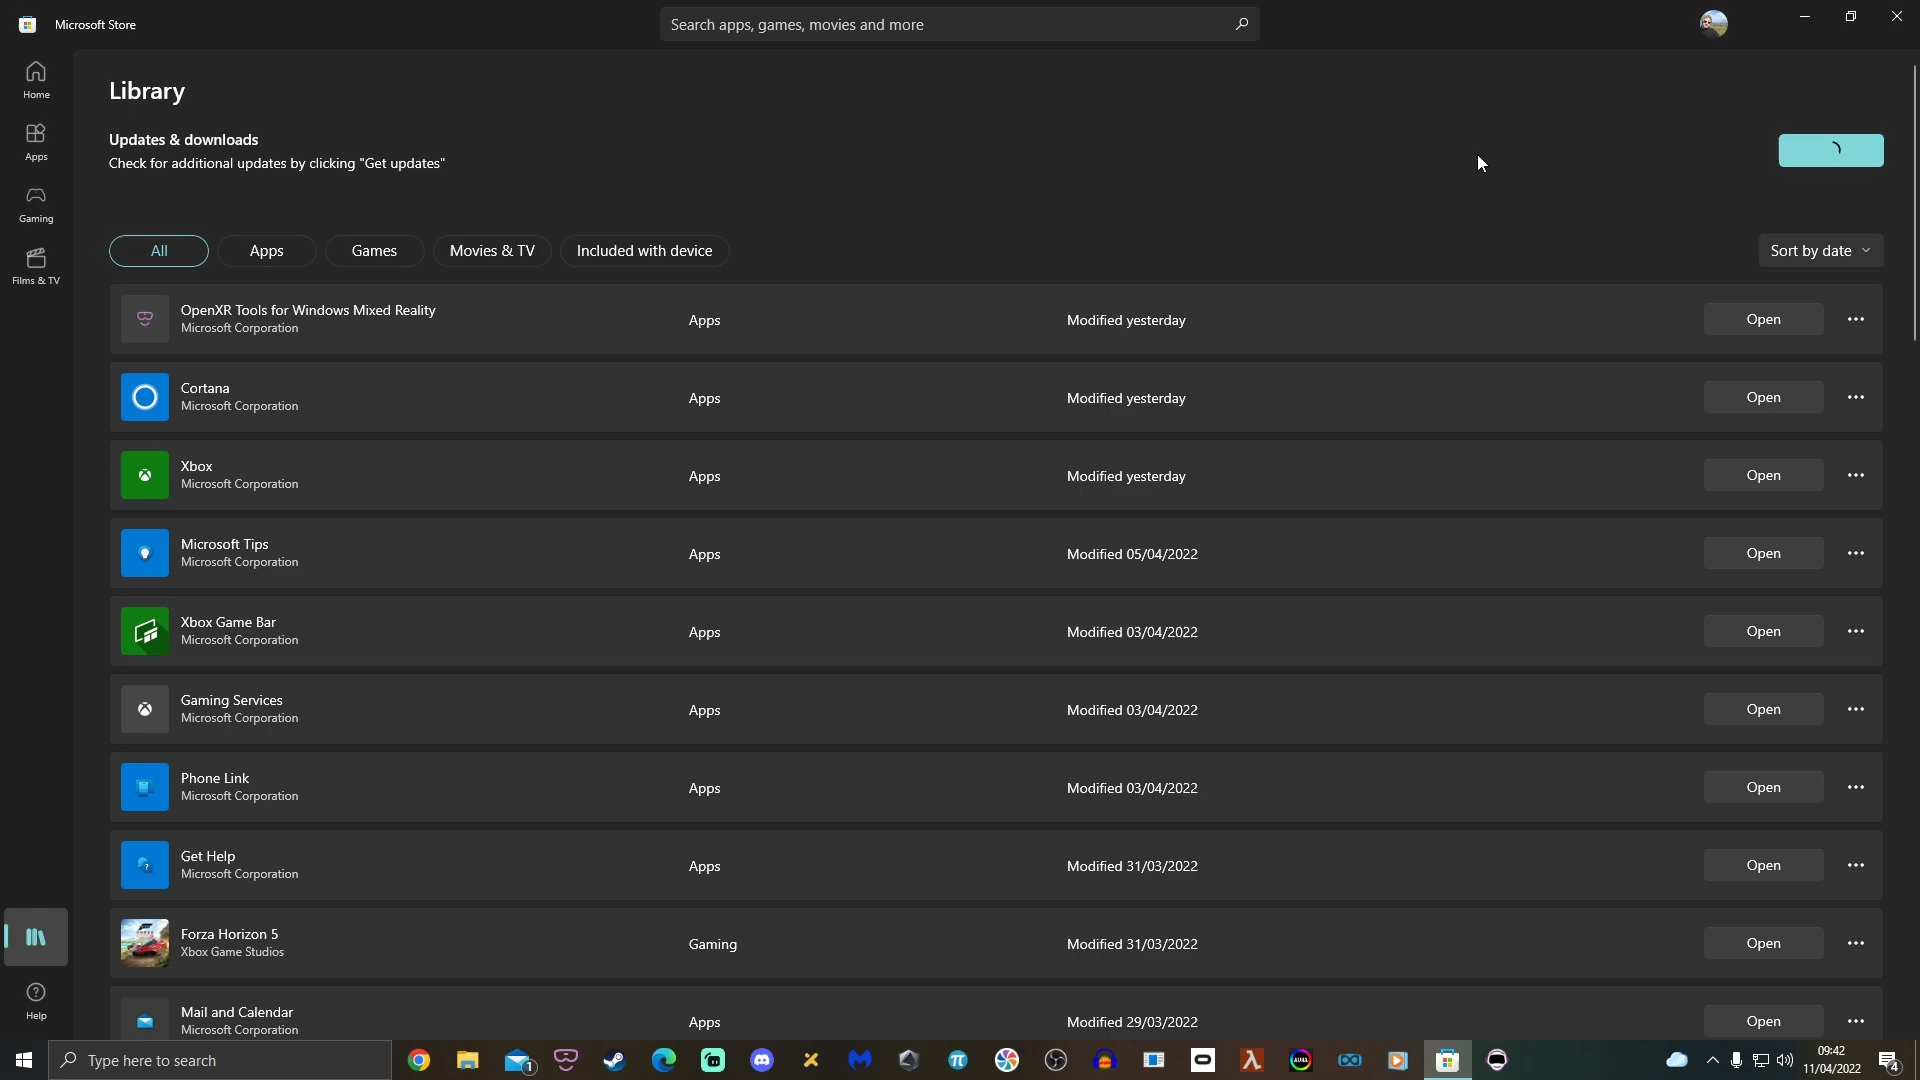 Microsoft Store
Search apps, games, movies and more
Home
Apps
Gaming
Films & TV
Help
Library
Updates & downloads
Check for additional updates by clicking "Get updates"
All
Apps
Games
Movies & TV
Included with device
Sort by date
OpenXR Tools for Windows Mixed Reality
Microsoft Corporation
Apps
Modified yesterday
Open
Cortana
Microsoft Corporation
Apps
Modified yesterday
Open
Xbox
Microsoft Corporation
Apps
Modified yesterday
Open
Microsoft Tips
Microsoft Corporation
Apps
Modified 05/04/2022
Open
Xbox Game Bar
Microsoft Corporation
Apps
Modified 03/04/2022
Open
Gaming Services
Microsoft Corporation
Apps
Modified 03/04/2022
Open
Phone Link
Microsoft Corporation
Apps
Modified 03/04/2022
Open
Get Help
Microsoft Corporation
Apps
Modified 31/03/2022
Open
Forza Horizon 5
Xbox Game Studios
Gaming
Modified 31/03/2022
Open
Mail and Calendar
Microsoft Corporation
Apps
Modified 29/03/2022
Open
Type here to search
1
AURA
09:42
11/04/2022
4